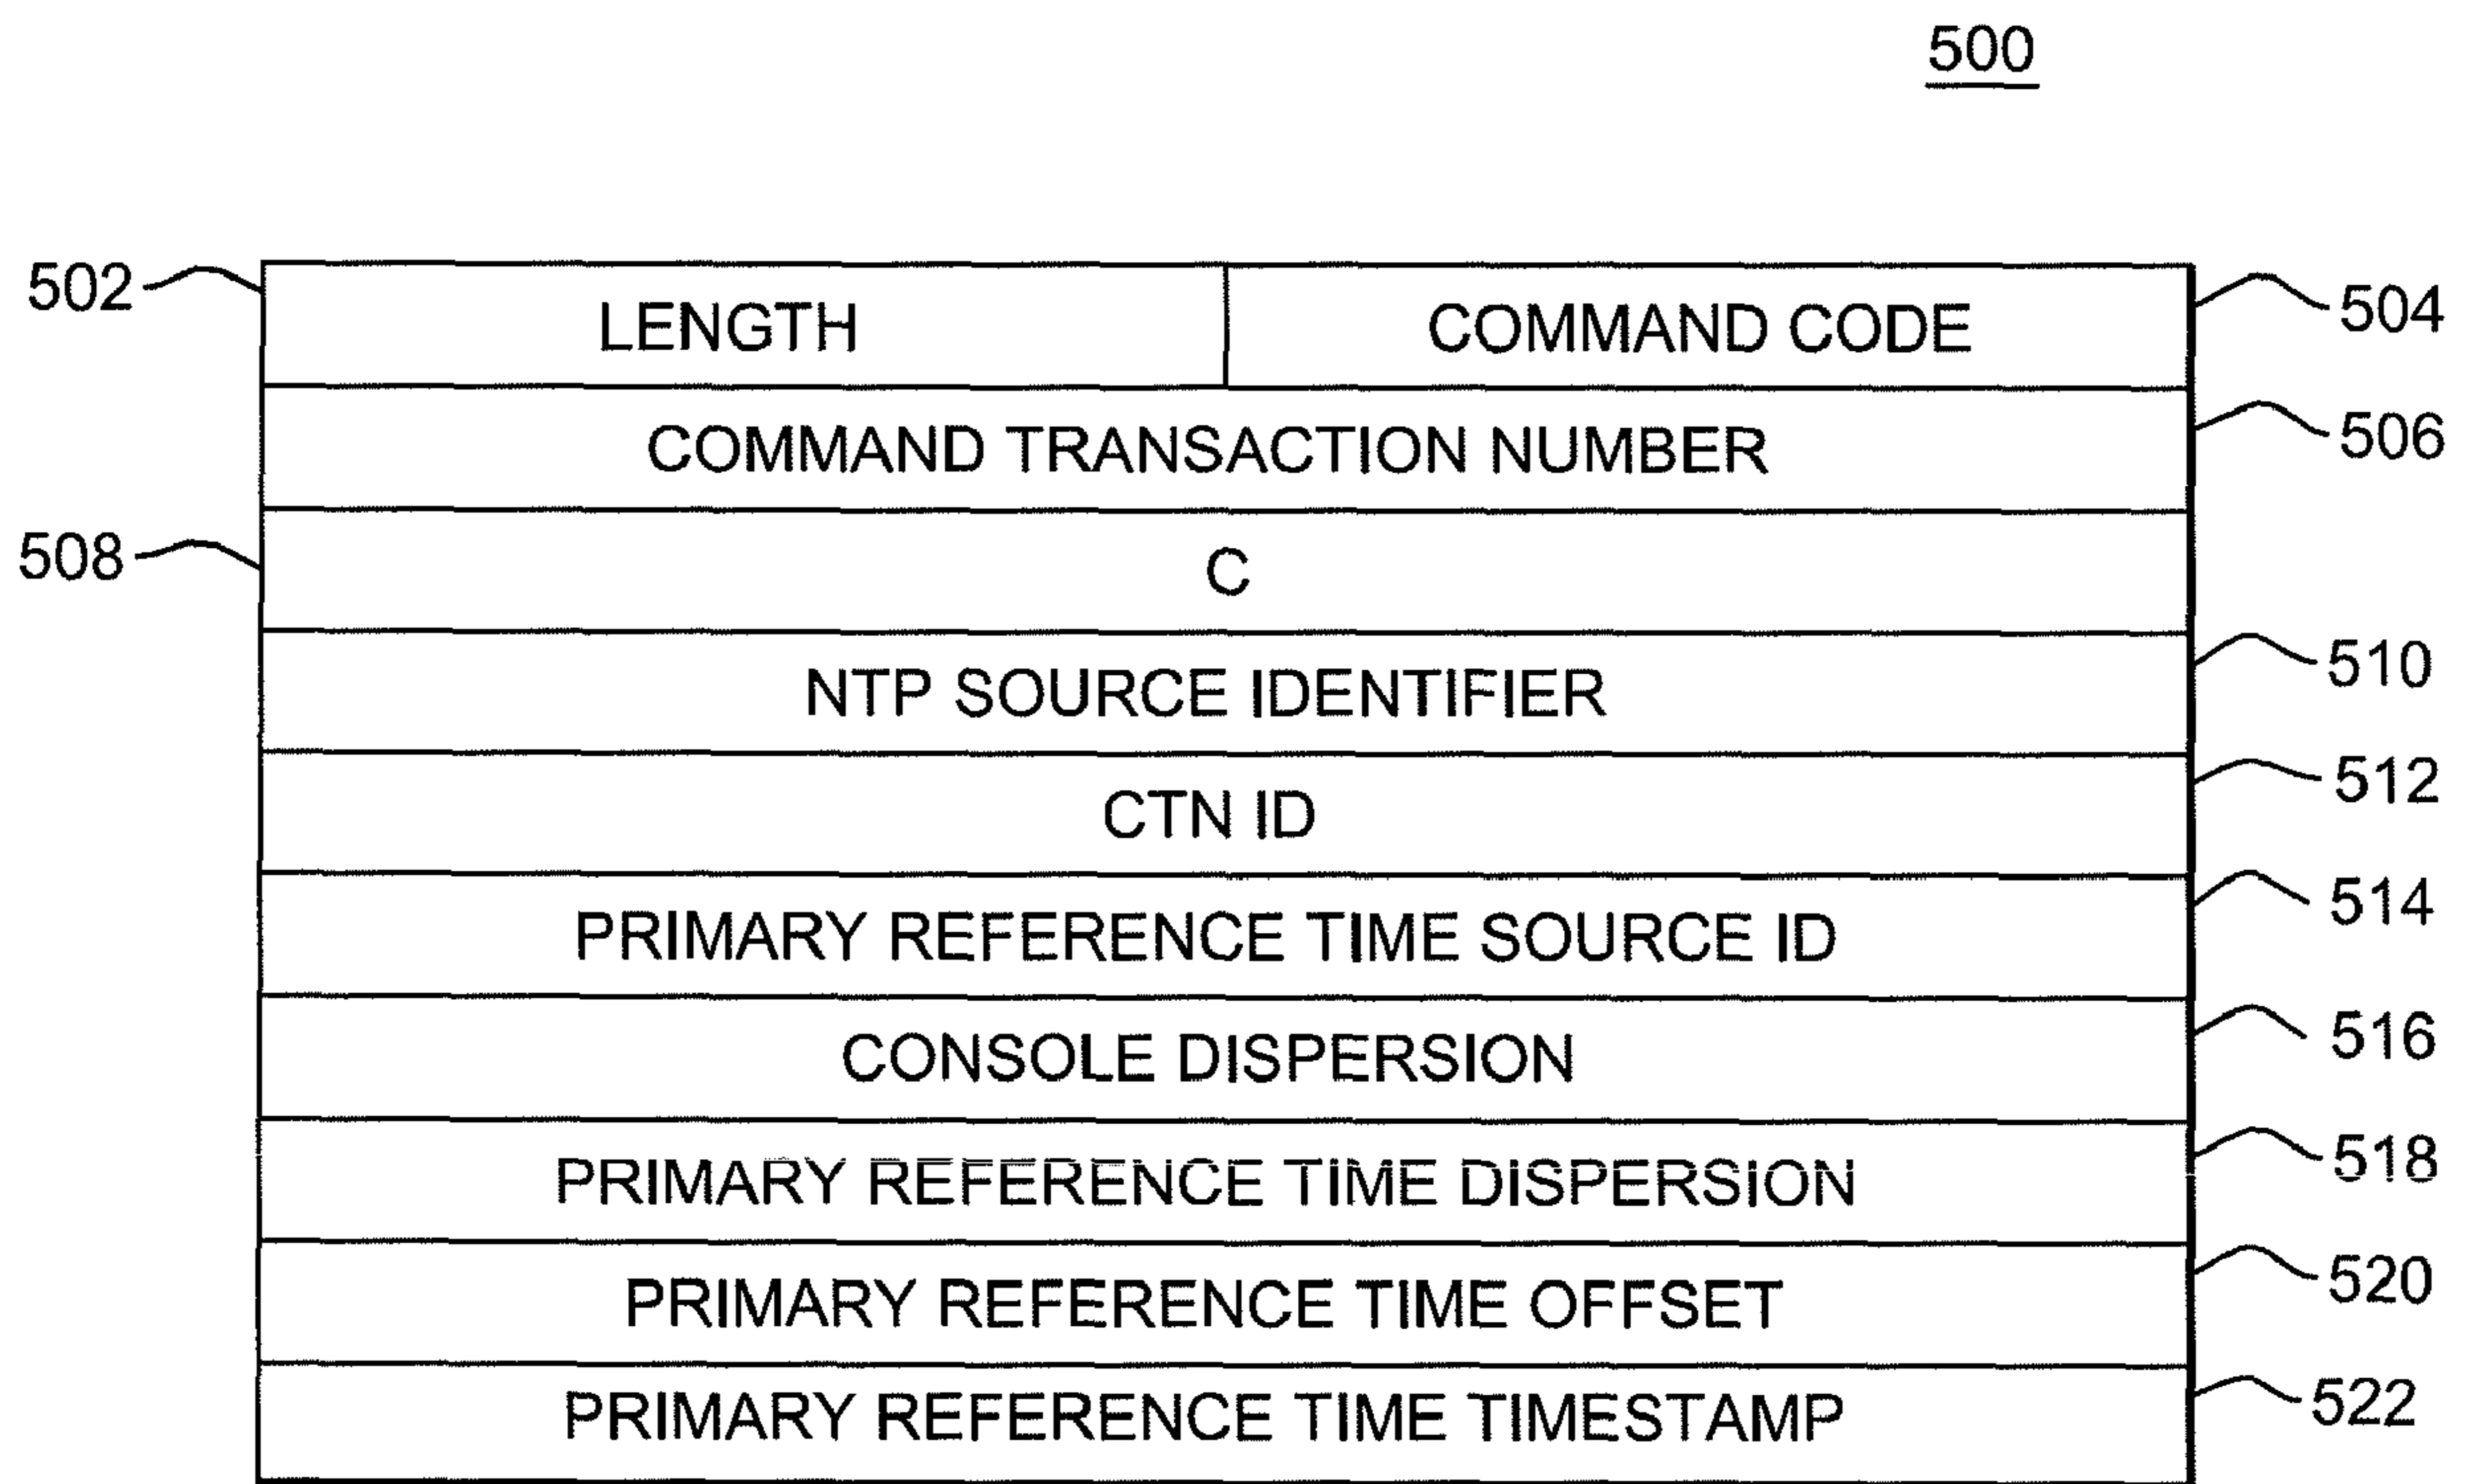 500
502 LENGTH COMMAND CODE 504
COMMAND TRANSACTION NUMBER 506
508 C
NTP SOURCE IDENTIFIER 510
CTN ID 512
PRIMARY REFERENCE TIME SOURCE ID 514
CONSOLE DISPERSION 516
PRIMARY REFERENCE TIME DISPERSION 518
PRIMARY REFERENCE TIME OFFSET 520
PRIMARY REFERENCE TIME TIMESTAMP 522